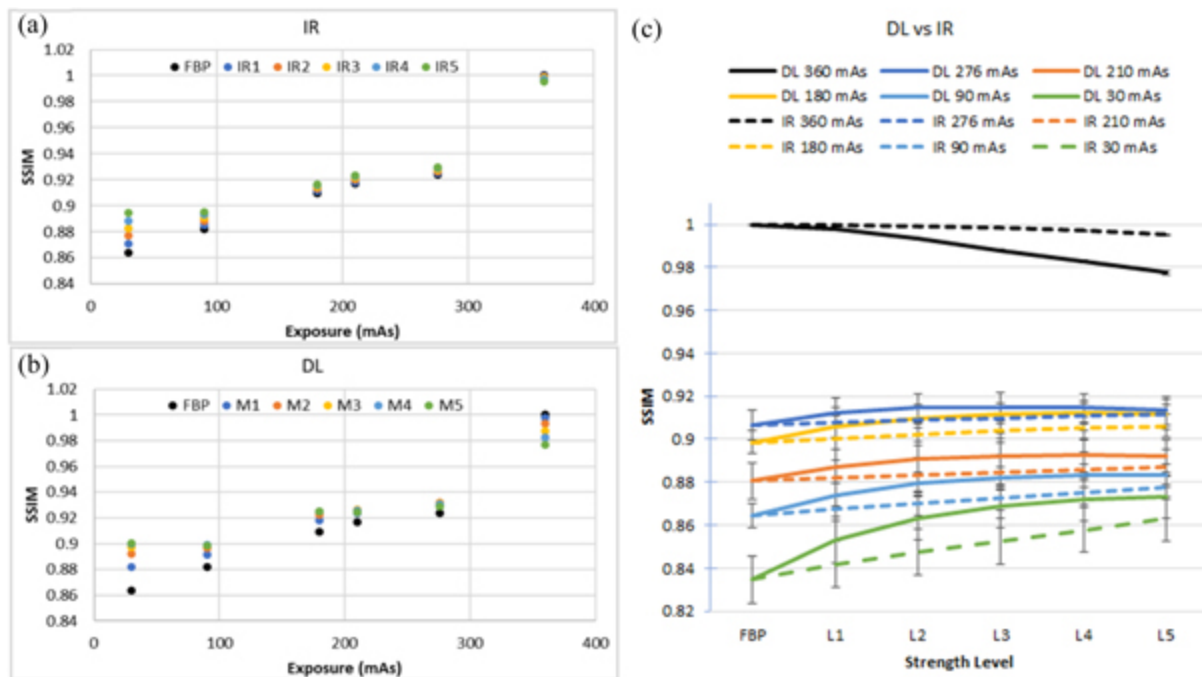 (a)
IR
1.02
FBP IR1 IR2 IR3 IR4 IR5
1
0.98
0.96
0.94
0.92
0.9
0.88
0.86
0.84
SSIM
0 100 200 300 400
Exposure (mAs)
(b)
DL
1.02
FBP M1 M2 M3 M4 M5
1
0.98
0.96
0.94
0.92
0.9
0.88
0.86
0.84
SSIM
0 100 200 300 400
Exposure (mAs)
(c)
DL vs IR
DL 360 mAs DL 276 mAs DL 210 mAs
DL 180 mAs DL 90 mAs DL 30 mAs
IR 360 mAs IR 276 mAs IR 210 mAs
IR 180 mAs IR 90 mAs IR 30 mAs
1
0.98
0.96
0.94
0.92
0.9
0.88
0.86
0.84
0.82
SSIM
FBP L1 L2 L3 L4 L5
Strength Level